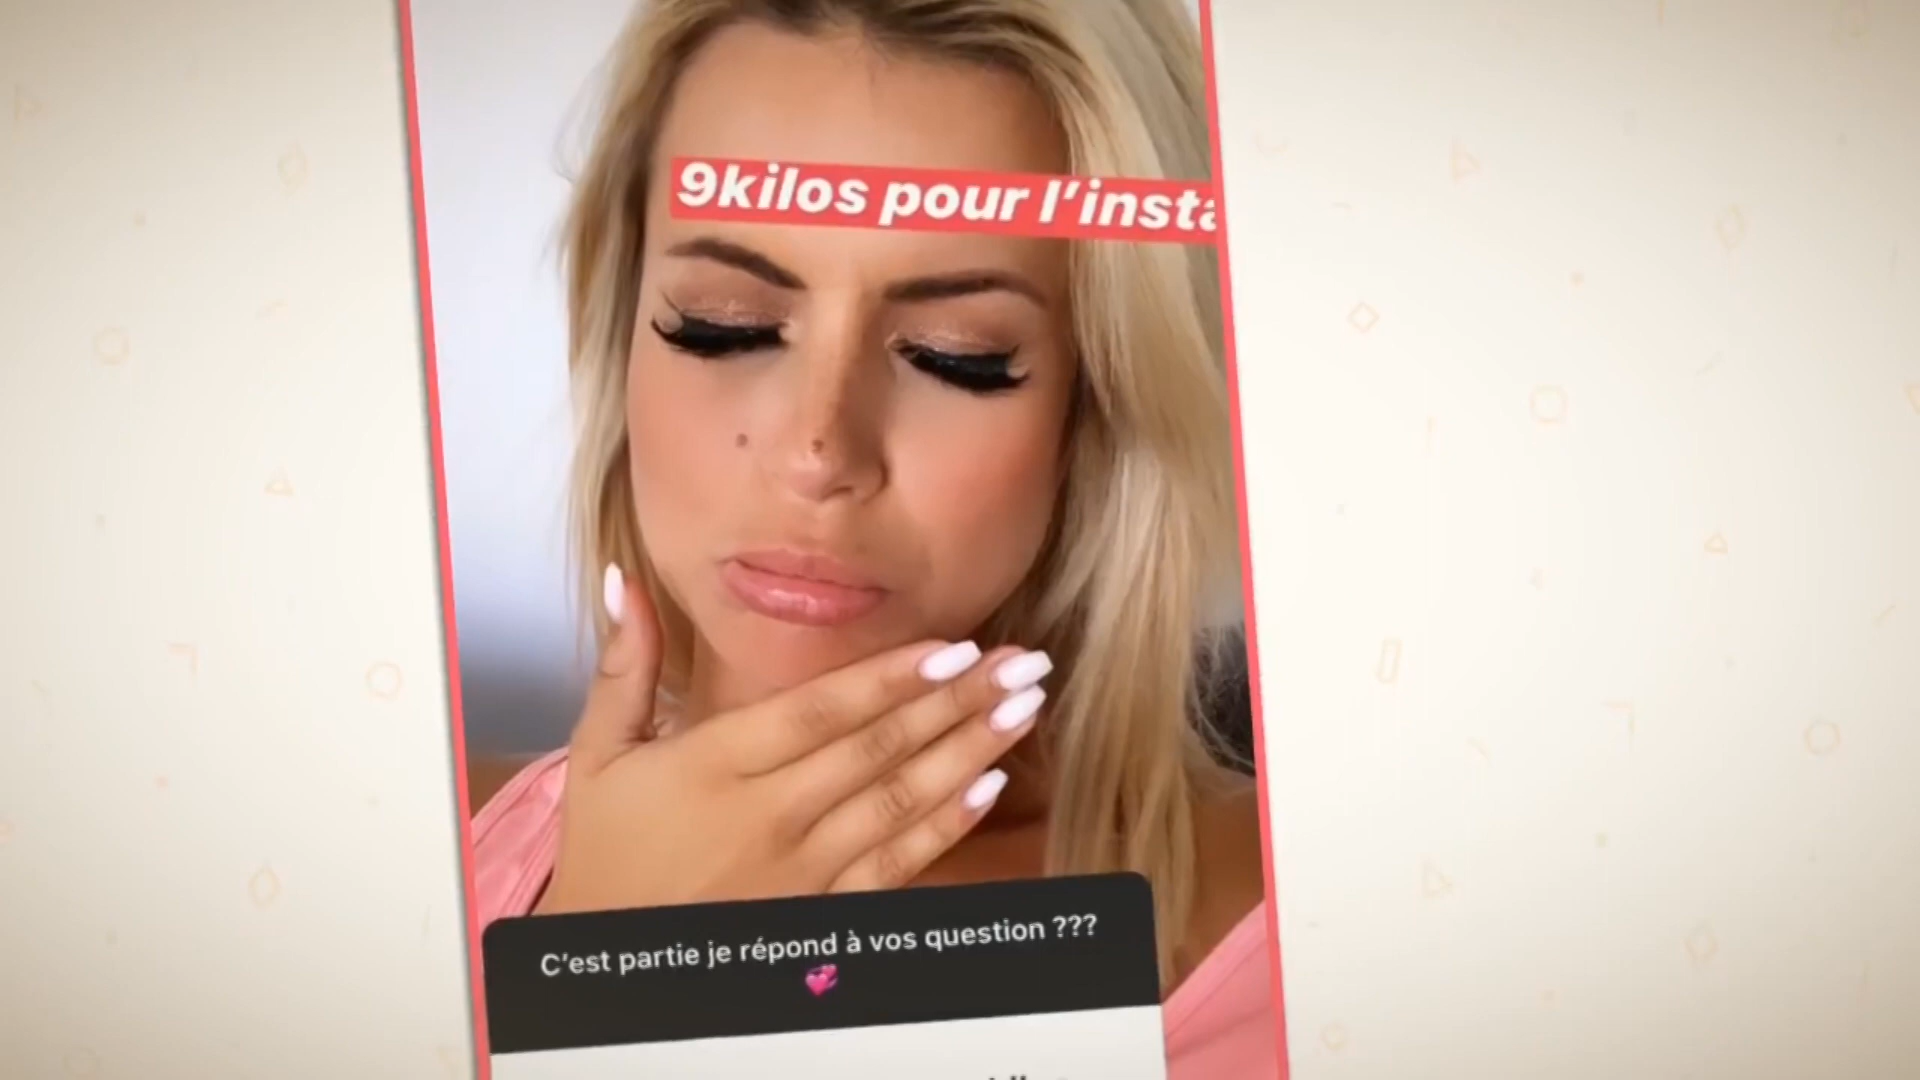 9kilos pour l'insta
C'est partie je répond à vos question ???
💞